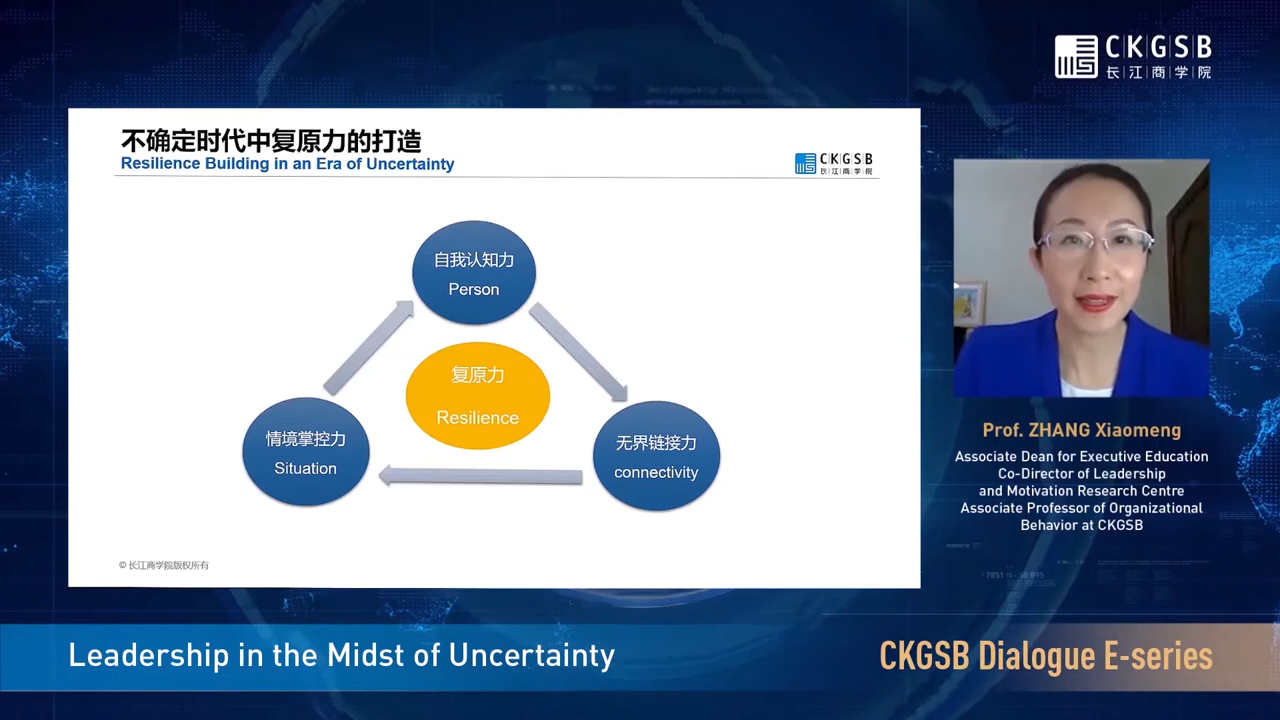 CKGSB
长江商学院
不确定时代中复原力的打造
Resilience Building in an Era of Uncertainty
CKGSB
长江商学院
自我认知力
Person
复原力
Resilience
情境掌控力
Situation
无界链接力
connectivity
© 长江商学院版权所有
Prof. ZHANG Xiaomeng
Associate Dean for Executive Education
Co-Director of Leadership
and Motivation Research Centre
Associate Professor of Organizational
Behavior at CKGSB
Leadership in the Midst of Uncertainty
CKGSB Dialogue E-series